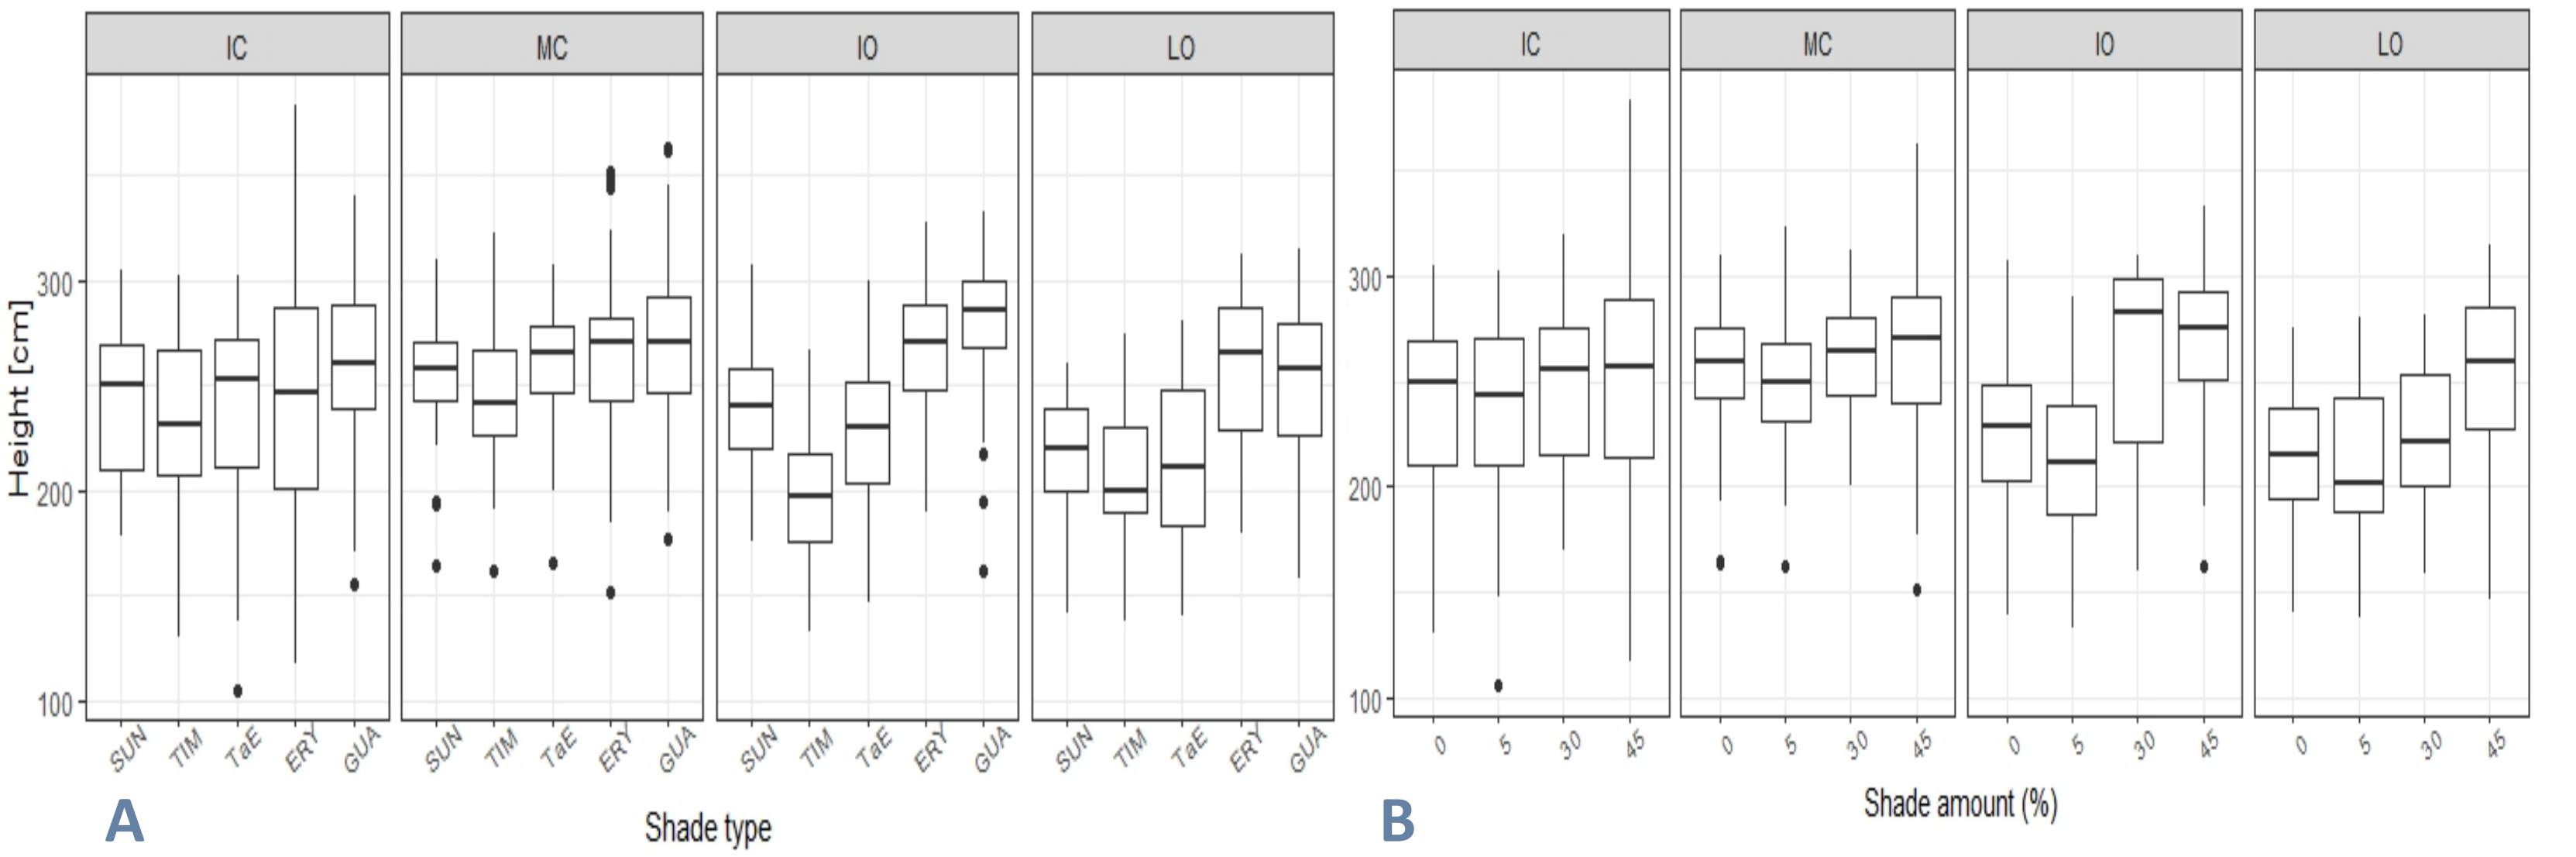 IC MC IO LO
Height [cm]
300
200
100
SUN TIM TaE ERY GUA SUN TIM TaE ERY GUA SUN TIM TaE ERY GUA SUN TIM TaE ERY GUA
Shade type
A
IC MC IO LO
300
200
100
0 5 30 45 0 5 30 45 0 5 30 45 0 5 30 45
Shade amount (%)
B